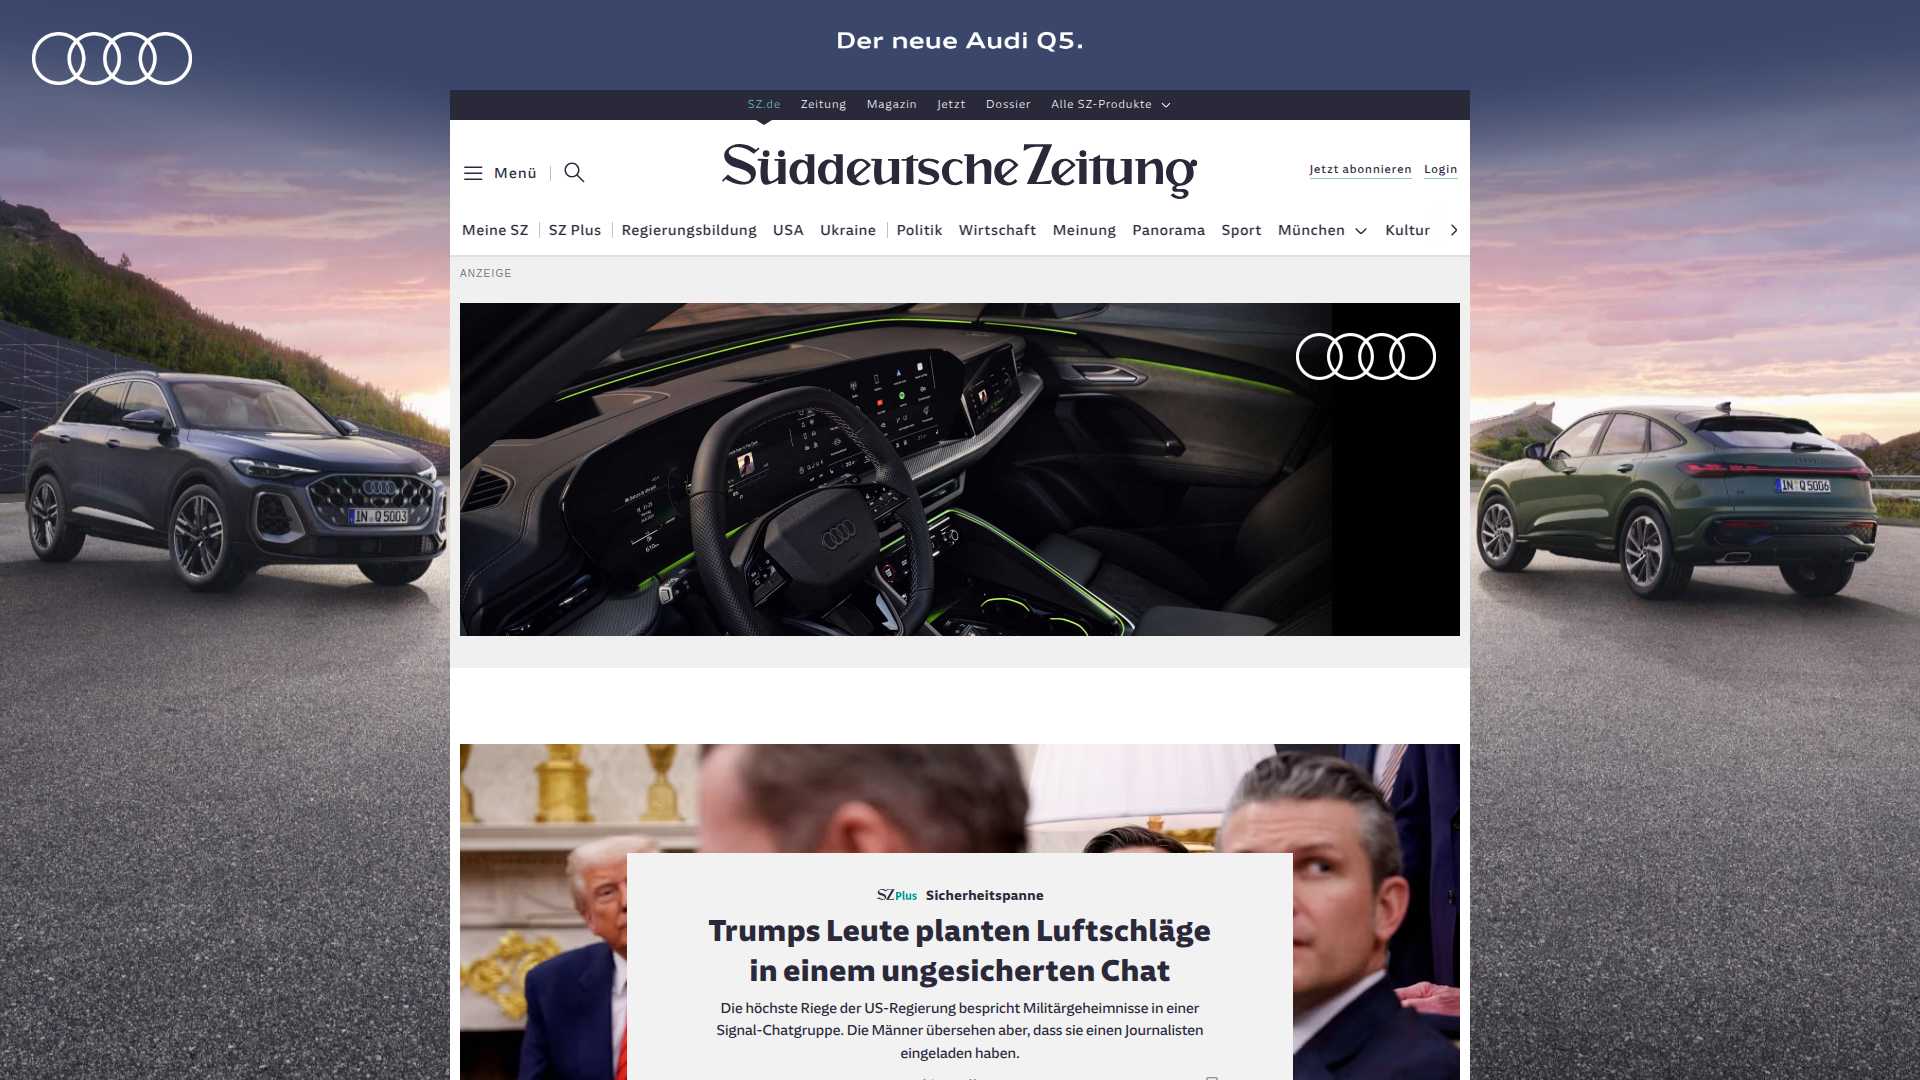 Der neue Audi Q5.
SZ.de Zeitung Magazin Jetzt Dossier Alle SZ-Produkte
Menü
Süddeutsche Zeitung
Jetzt abonnieren Login
Meine SZ SZ Plus Regierungsbildung USA Ukraine Politik Wirtschaft Meinung Panorama Sport München Kultur
ANZEIGE
IN Q 5003
IN Q 5006
SZ Plus Sicherheitspanne
Trumps Leute planten Luftschläge
in einem ungesicherten Chat
Die höchste Riege der US-Regierung bespricht Militärgeheimnisse in einer
Signal-Chatgruppe. Die Männer übersehen aber, dass sie einen Journalisten
eingeladen haben.